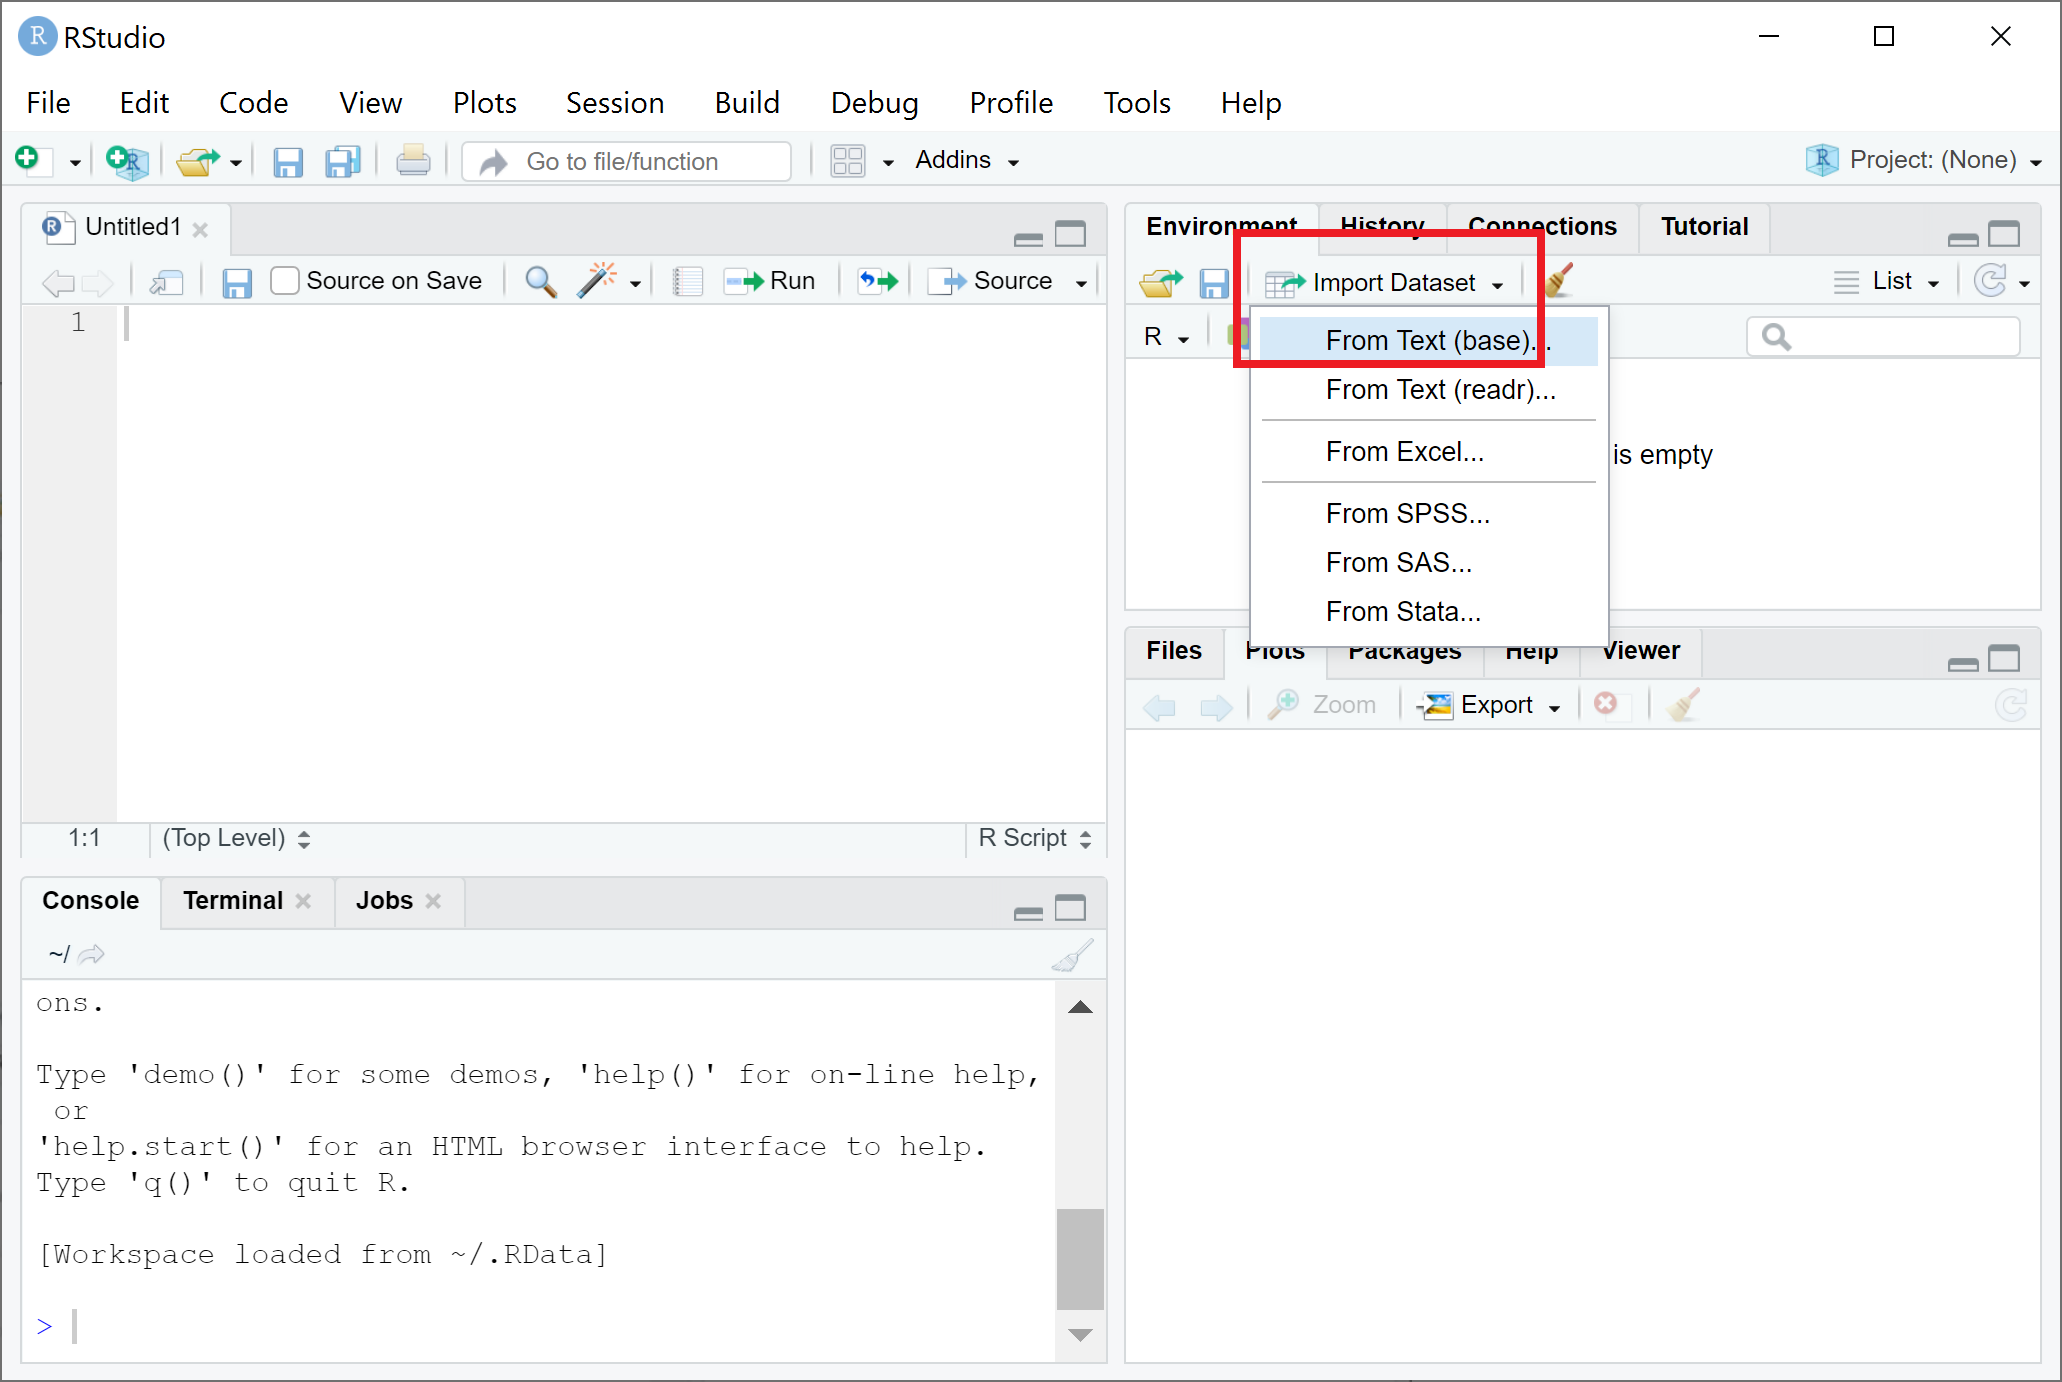 RStudio
File Edit Code View Plots Session Build Debug Profile Tools Help
Go to file/function
Addins
Project: (None)
Untitled1
Source on Save
Run
Source
1
1:1
(Top Level)
R Script
Console
Terminal
Jobs
~/
ons.
Type 'demo()' for some demos, 'help()' for on-line help,
or
'help.start()' for an HTML browser interface to help.
Type 'q()' to quit R.
[Workspace loaded from ~/.RData]
>
Environment History Connections Tutorial
Import Dataset
List
R
From Text (base)...
From Text (readr)...
From Excel...
From SPSS...
From SAS...
From Stata...
is empty
Files Plots Packages Help Viewer
Zoom
Export